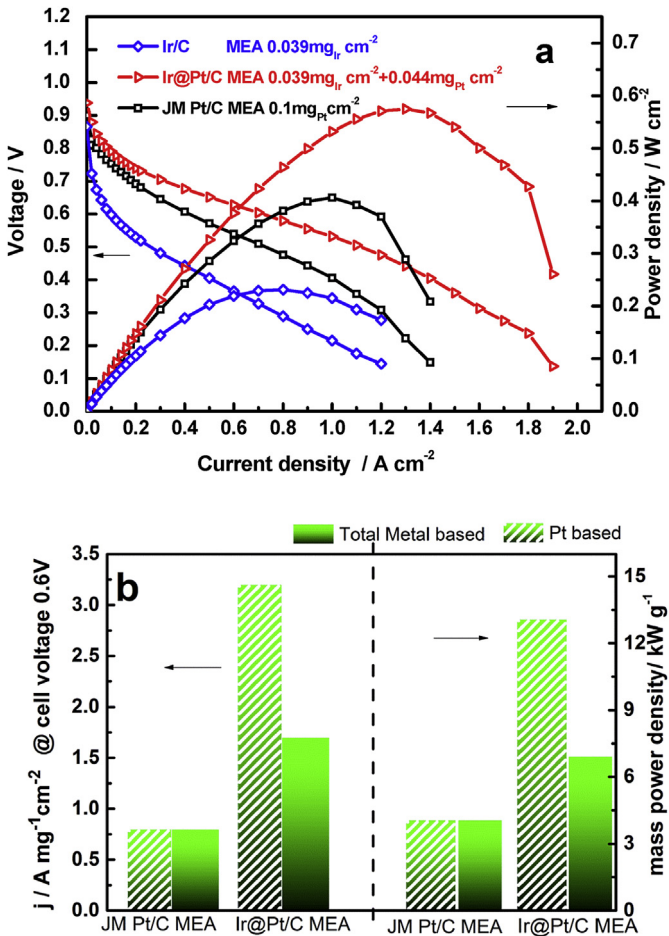 a
Ir/C MEA 0.039mgIr cm-2
Ir@Pt/C MEA 0.039mgIr cm-2+0.044mgPt cm-2
JM Pt/C MEA 0.1mgPtcm-2
Voltage / V
1.2
1.1
1.0
0.9
0.8
0.7
0.6
0.5
0.4
0.3
0.2
0.1
0.0
0.0 0.2 0.4 0.6 0.8 1.0 1.2 1.4 1.6 1.8 2.0
Current density / A cm-2
0.7
0.6
0.5
0.4
0.3
0.2
0.1
0.0
Power density / W cm-2
Total Metal based Pt based
b
j / A mg-1cm-2 @ cell voltage 0.6V
3.5
3.0
2.5
2.0
1.5
1.0
0.5
0.0
JM Pt/C MEA Ir@Pt/C MEA JM Pt/C MEA Ir@Pt/C MEA
15
12
9
6
3
0
mass power density/ kW g-1